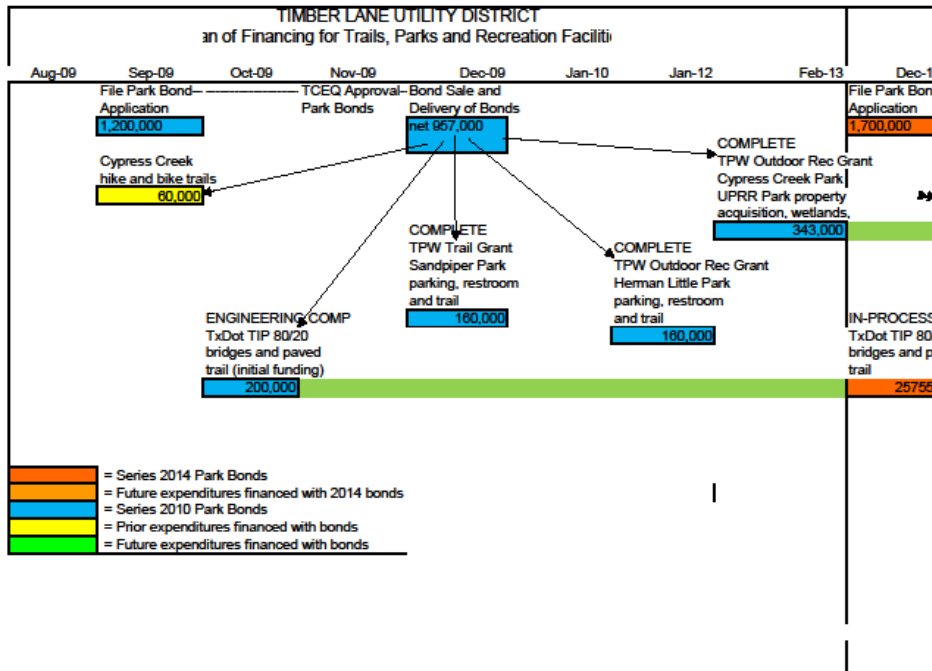 TIMBER LANE UTILITY DISTRICT
an of Financing for Trails, Parks and Recreation Faciliti
Aug-09 Sep-09 Oct-09 Nov-09 Dec-09 Jan-10 Jan-12 Feb-13 Dec-1
File Park Bond
Application
1,200,000
TCEQ Approval
Park Bonds
Bond Sale and
Delivery of Bonds
net 957,000
File Park Bon
Application
1,700,000
Cypress Creek
hike and bike trails
60,000
COMPLETE
TPW Outdoor Rec Grant
Cypress Creek Park
UPRR Park property
acquisition, wetlands,
343,000
COMPLETE
TPW Trail Grant
Sandpiper Park
parking, restroom
and trail
160,000
COMPLETE
TPW Outdoor Rec Grant
Herman Little Park
parking, restroom
and trail
160,000
ENGINEERING COMP
TxDot TIP 80/20
bridges and paved
trail (initial funding)
200,000
IN-PROCESS
TxDot TIP 80
bridges and p
trail
25755
= Series 2014 Park Bonds
= Future expenditures financed with 2014 bonds
= Series 2010 Park Bonds
= Prior expenditures financed with bonds
= Future expenditures financed with bonds